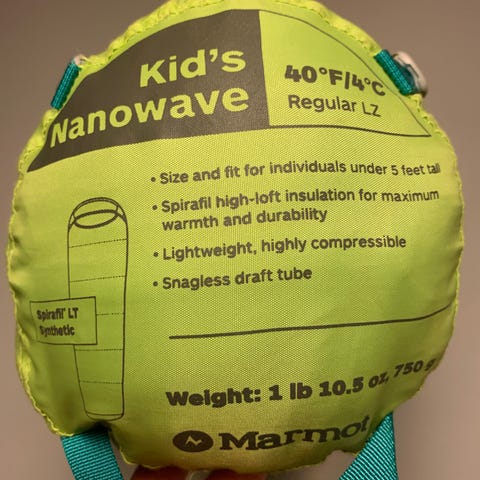 Kid's
Nanowave
40°F/4°C
Regular LZ
• Size and fit for individuals under 5 feet tall
• Spirafil high-loft insulation for maximum
warmth and durability
• Lightweight, highly compressible
• Snagless draft tube
Spirafil® LT
Synthetic
Weight: 1 lb 10.5 oz, 750 g
Marmot